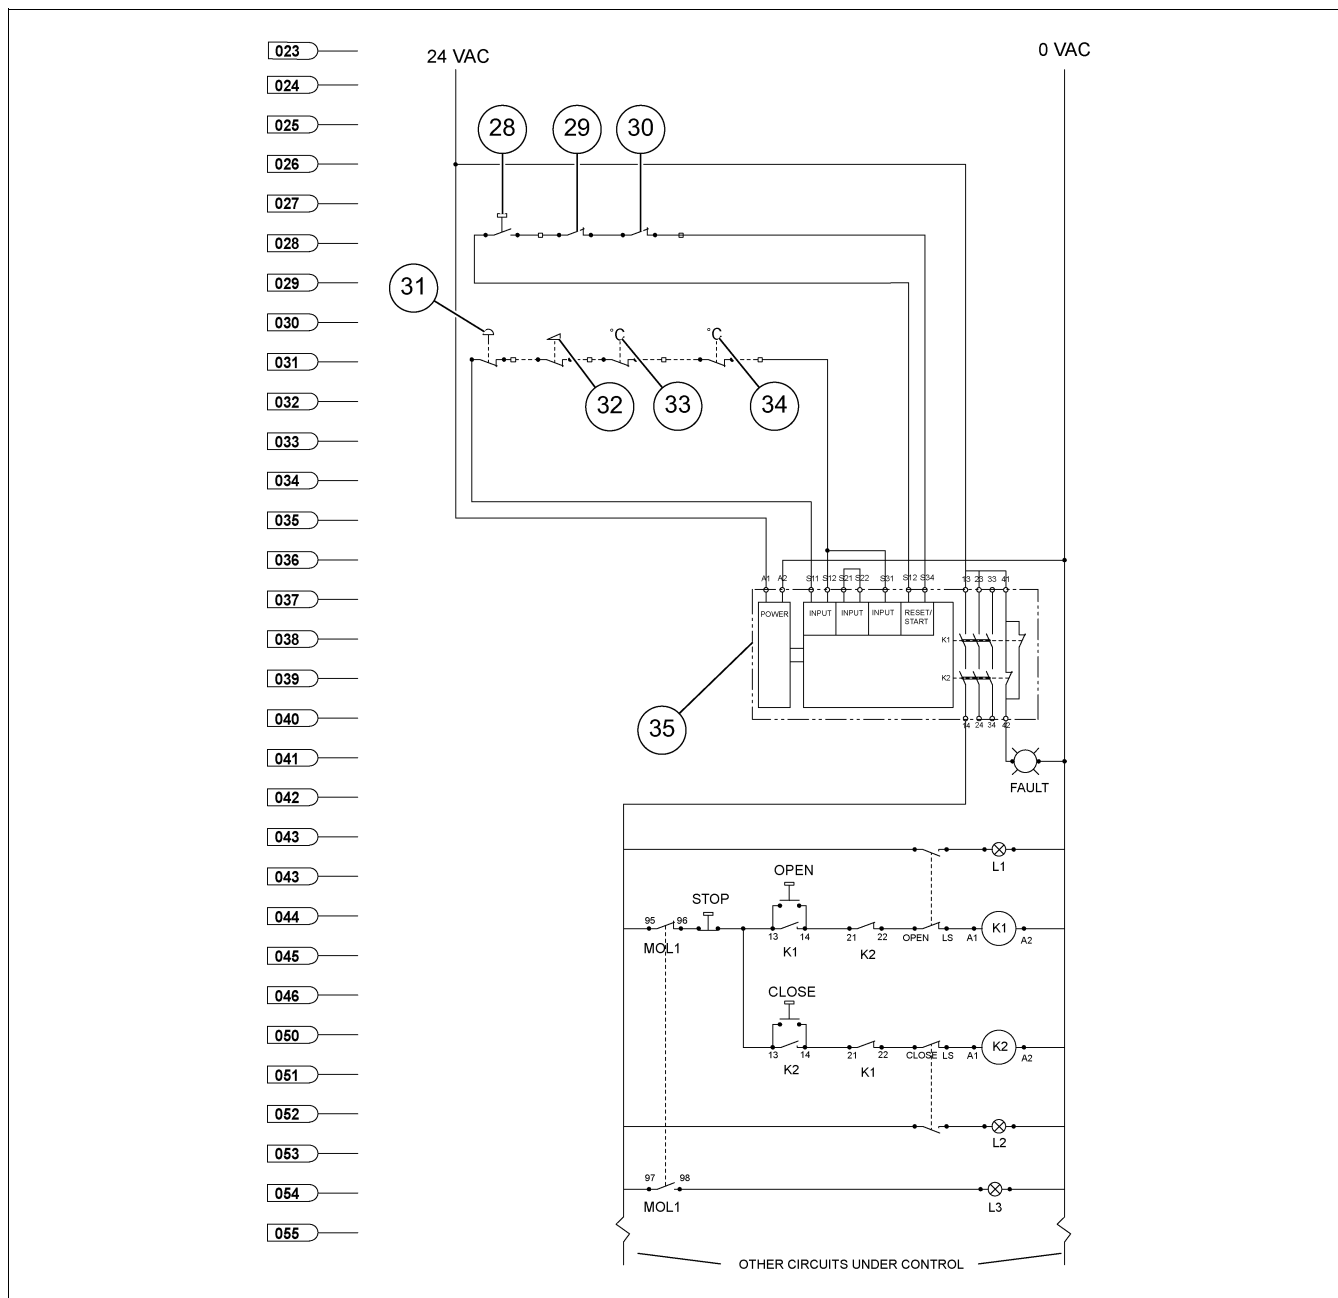 023
24 VAC
0 VAC
024
025
28
29
30
026
027
028
029
31
030
°C
°C
031
032
32
33
34
033
034
035
036
A1 A2 S11 S12 S21 S22 S31 S12 S34 13 23 33 41
037
POWER
INPUT
INPUT
INPUT
RESET/
START
038
K1
039
K2
040
35
14 24 34 42
041
FAULT
042
043
L1
043
OPEN
STOP
044
95 96
13 14
21 22
OPEN LS
A1
K1
A2
MOL1
K1
K2
045
046
CLOSE
050
13 14
21 22
CLOSE LS
A1
K2
A2
K2
K1
051
052
L2
053
97 98
054
MOL1
L3
055
OTHER CIRCUITS UNDER CONTROL